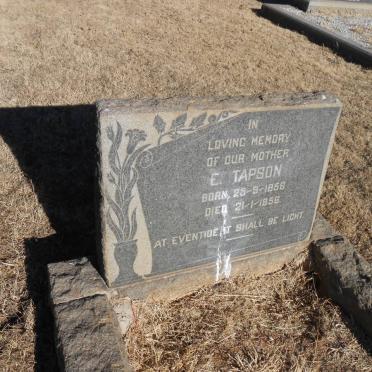 IN
LOVING MEMORY
OF OUR MOTHER
E. TAPSON
BORN 25-9-1868
DIED 21-1-1956.
AT EVENTIDE IT SHALL BE LIGHT.